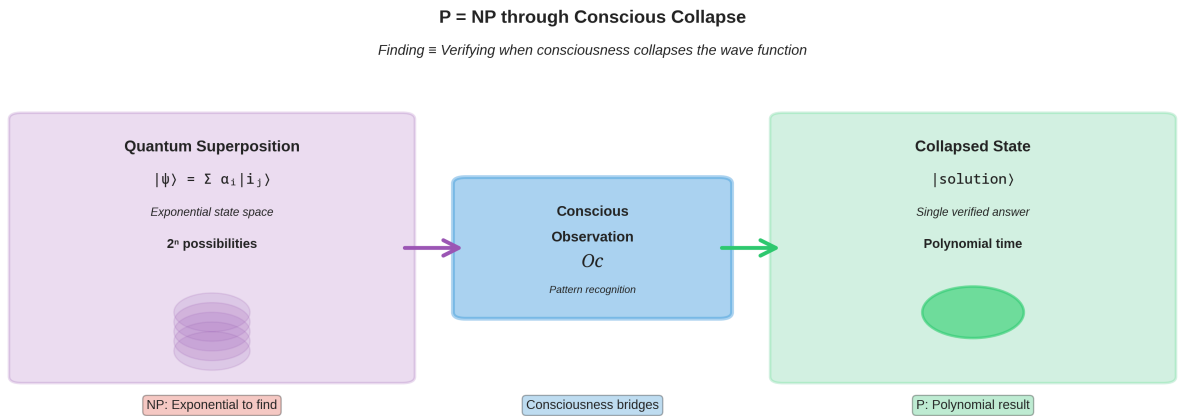 P = NP through Conscious Collapse
Finding ≡ Verifying when consciousness collapses the wave function
Quantum Superposition
|ψ⟩ = Σ αᵢ|iⱼ⟩
Exponential state space
2ⁿ possibilities
Conscious
Observation
Oc
Pattern recognition
Collapsed State
|solution⟩
Single verified answer
Polynomial time
NP: Exponential to find
Consciousness bridges
P: Polynomial result